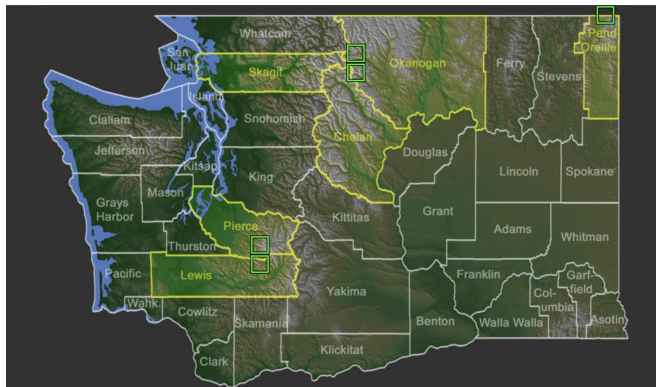 Whatcom
San
Juan
Skagit
Okanogan
Ferry
Stevens
Pend
Oreille
Island
Clallam
Snohomish
Chelan
Jefferson
Douglas
Kitsap
King
Lincoln
Spokane
Mason
Grays
Harbor
Kittitas
Grant
Pierce
Adams
Whitman
Thurston
Pacific
Lewis
Franklin
Gar-
field
Yakima
Wahk.
Cowlitz
Skamania
Benton
Walla Walla
Col-
umbia
Asotin
Klickitat
Clark